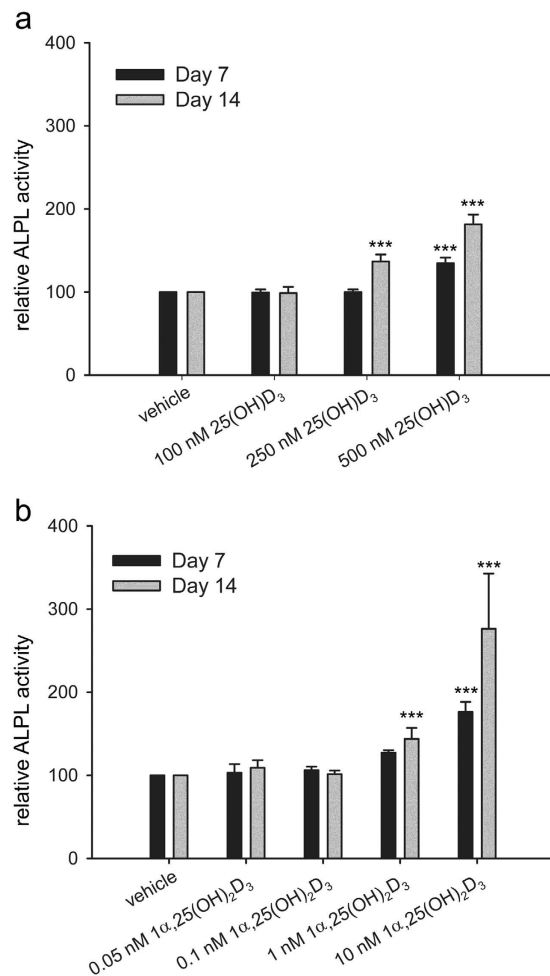 a
400
300
200
100
0
relative ALPL activity
Day 7
Day 14
***
***
***
vehicle
100 nM 25(OH)D₃
250 nM 25(OH)D₃
500 nM 25(OH)D₃
b
400
300
200
100
0
relative ALPL activity
Day 7
Day 14
***
***
***
vehicle
0.05 nM 1α,25(OH)₂D₃
0.1 nM 1α,25(OH)₂D₃
1 nM 1α,25(OH)₂D₃
10 nM 1α,25(OH)₂D₃